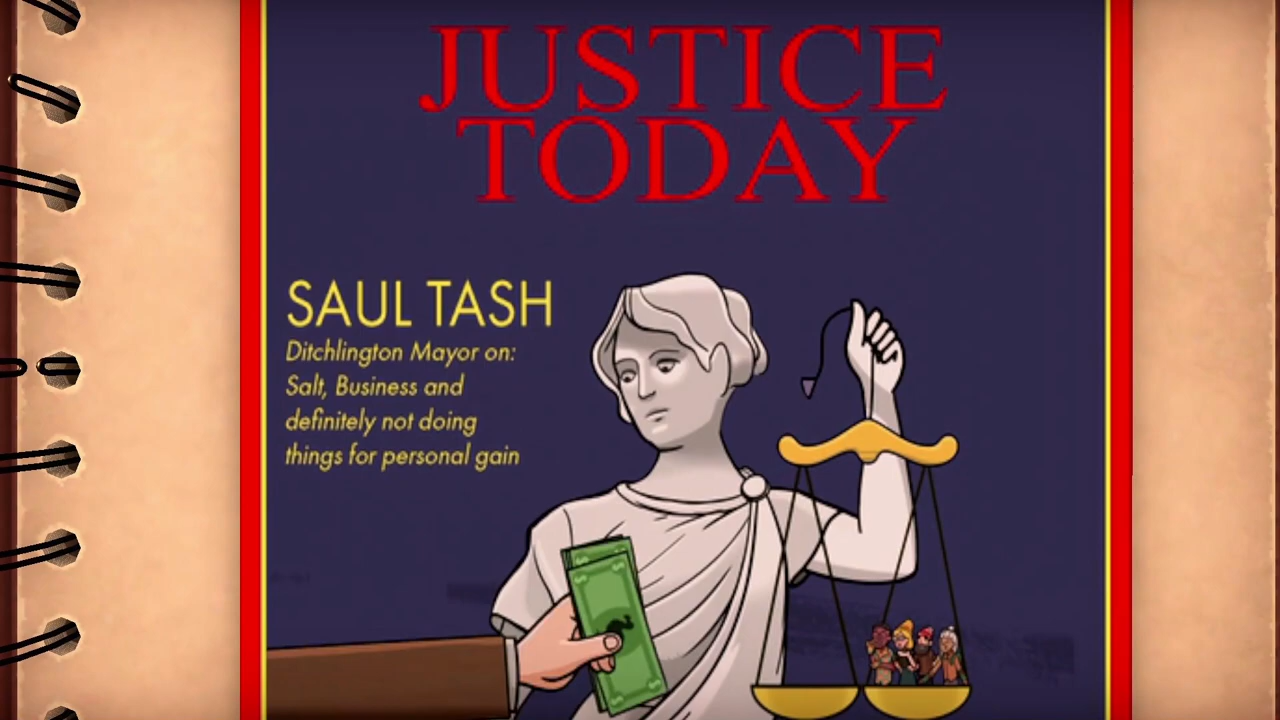 JUSTICE
TODAY
SAUL TASH
Ditchlington Mayor on:
Salt, Business and
definitely not doing
things for personal gain